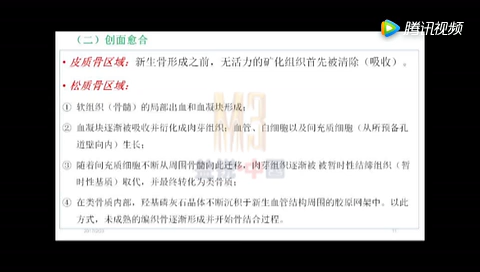 腾讯视频
（二）创面愈合
• 皮质骨区域：新生骨形成之前，无活力的矿化组织首先被清除（吸收）。
• 松质骨区域：
① 软组织（骨髓）的局部出血和血凝块形成；
② 血凝块逐渐被吸收并衍化成肉芽组织：血管、白细胞以及间充质细胞（从所预备孔
道壁向内）生长；
③ 随着间充质细胞不断从周围骨髓向此迁移，肉芽组织逐渐被 被暂时性结缔组织（暂
时性基质）取代，并最终转化为类骨质；
④ 在类骨质内部，羟基磷灰石晶体不断沉积于新生血管结构周围的胶原网架中。以此
方式，未成熟的编织骨逐渐形成并开始骨结合过程。
M3